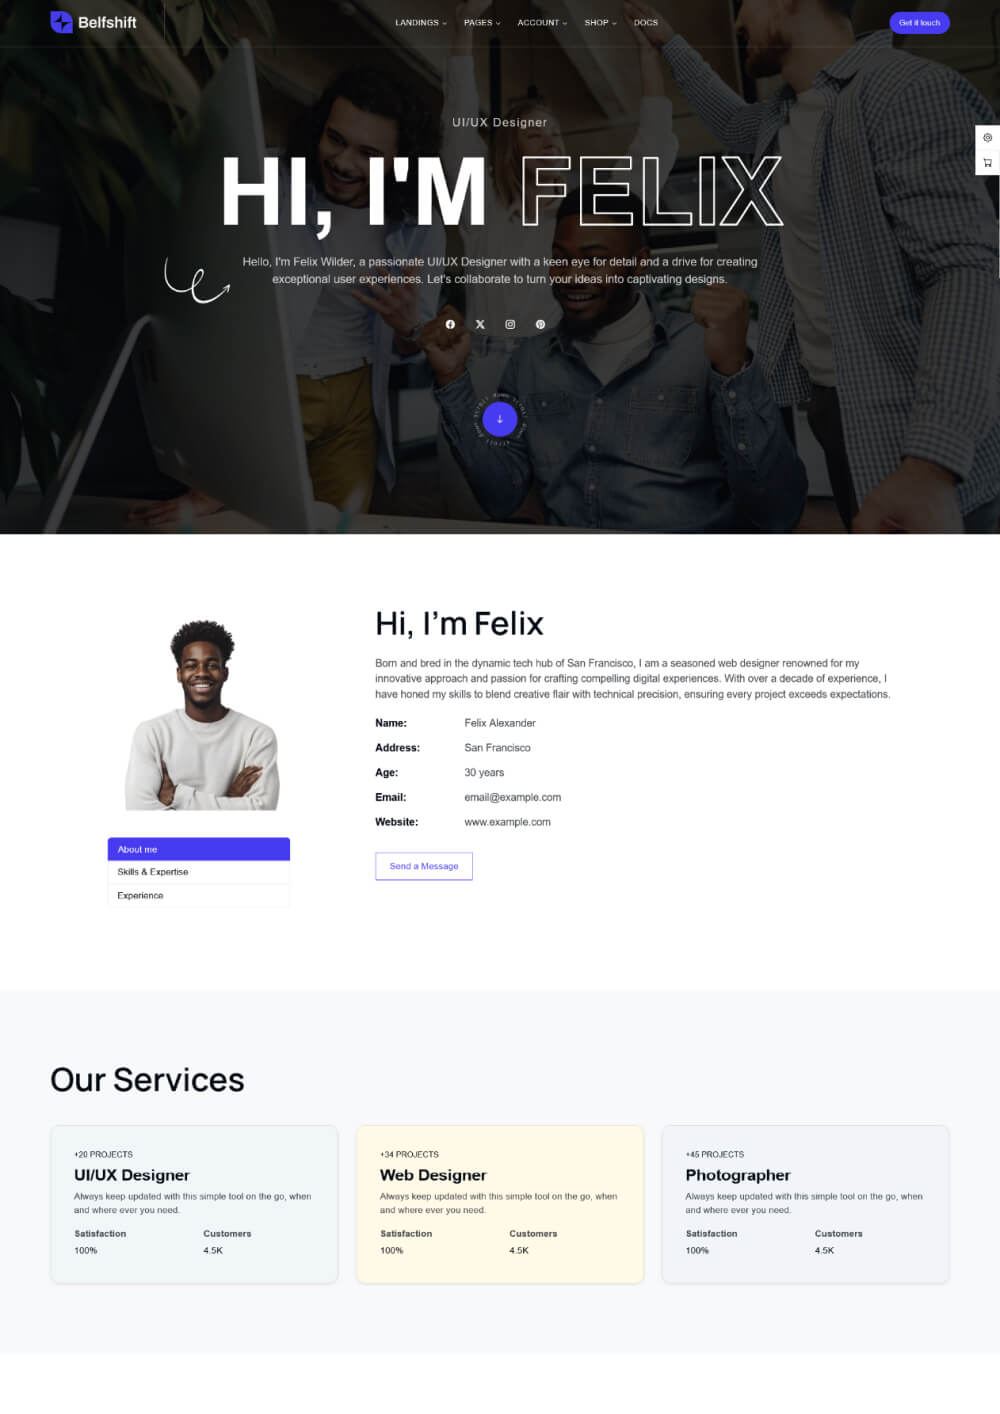 Belfshift
LANDINGS PAGES ACCOUNT SHOP DOCS
Get it touch
UI/UX Designer
HI, I'M FELIX
Hello, I'm Felix Wilder, a passionate UI/UX Designer with a keen eye for detail and a drive for creating
exceptional user experiences. Let's collaborate to turn your ideas into captivating designs.
Hi, I'm Felix
Born and bred in the dynamic tech hub of San Francisco, I am a seasoned web designer renowned for my
innovative approach and passion for crafting compelling digital experiences. With over a decade of experience, I
have honed my skills to blend creative flair with technical precision, ensuring every project exceeds expectations.
Name: Felix Alexander
Address: San Francisco
Age: 30 years
Email: email@example.com
Website: www.example.com
Send a Message
About me
Skills & Expertise
Experience
Our Services
+20 PROJECTS
UI/UX Designer
Always keep updated with this simple tool on the go, when
and where ever you need.
Satisfaction Customers
100% 4.5K
+34 PROJECTS
Web Designer
Always keep updated with this simple tool on the go, when
and where ever you need.
Satisfaction Customers
100% 4.5K
+45 PROJECTS
Photographer
Always keep updated with this simple tool on the go, when
and where ever you need.
Satisfaction Customers
100% 4.5K